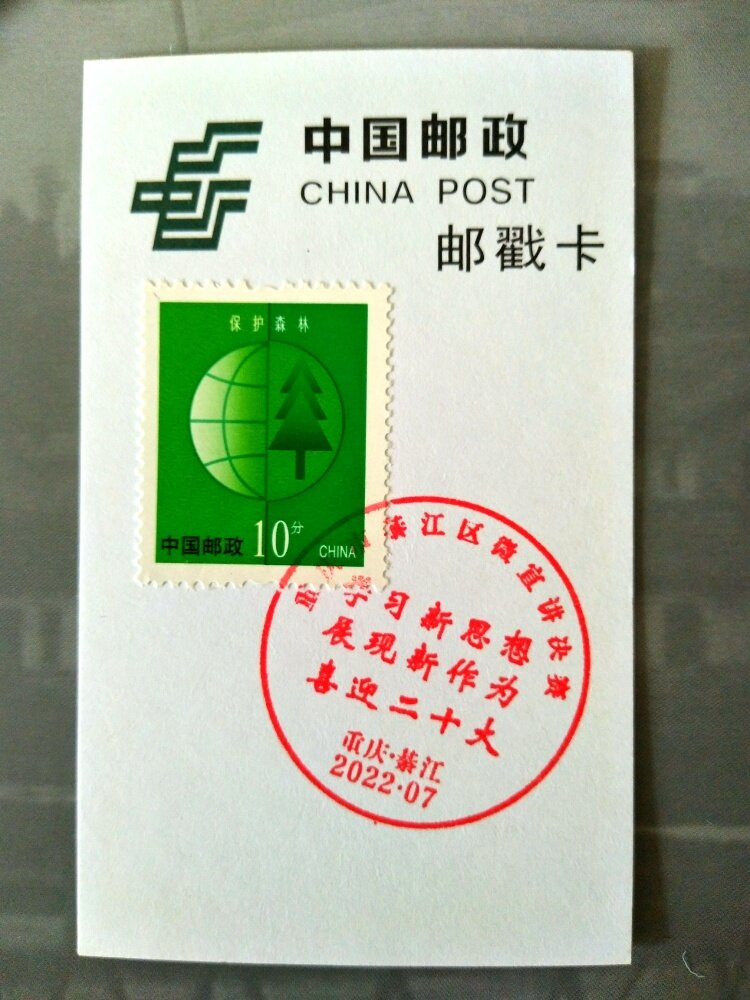 中国邮政
CHINA POST
邮戳卡
保护森林
中国邮政 10分 CHINA
綦江区微宣讲决赛
学习新思想
展现新作为
喜迎二十大
重庆·綦江
2022·07